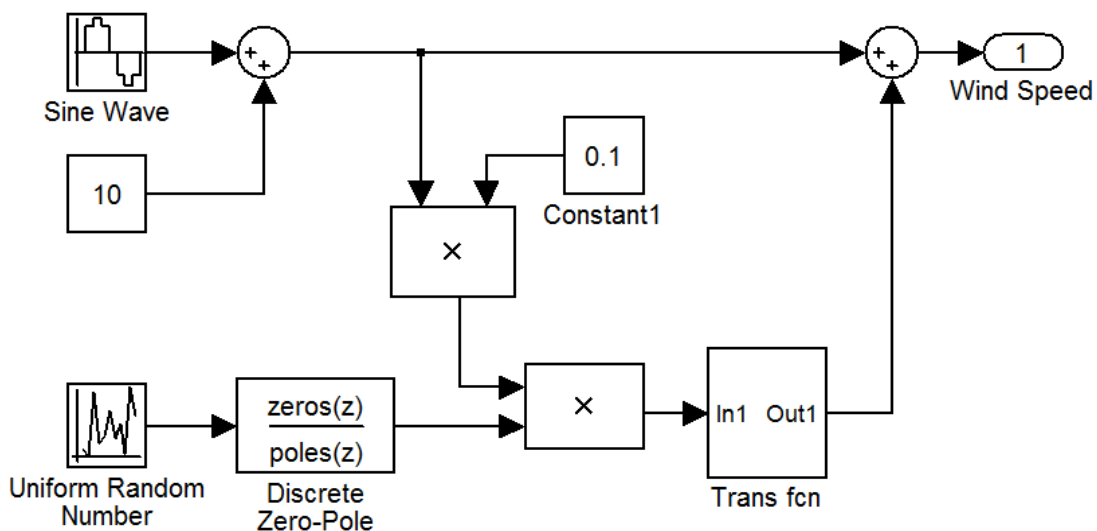 +
+
+
+
1
Sine Wave
Wind Speed
10
0.1
Constant1
×
zeros(z)
poles(z)
×
In1 Out1
Uniform Random
Number
Discrete
Zero-Pole
Trans fcn